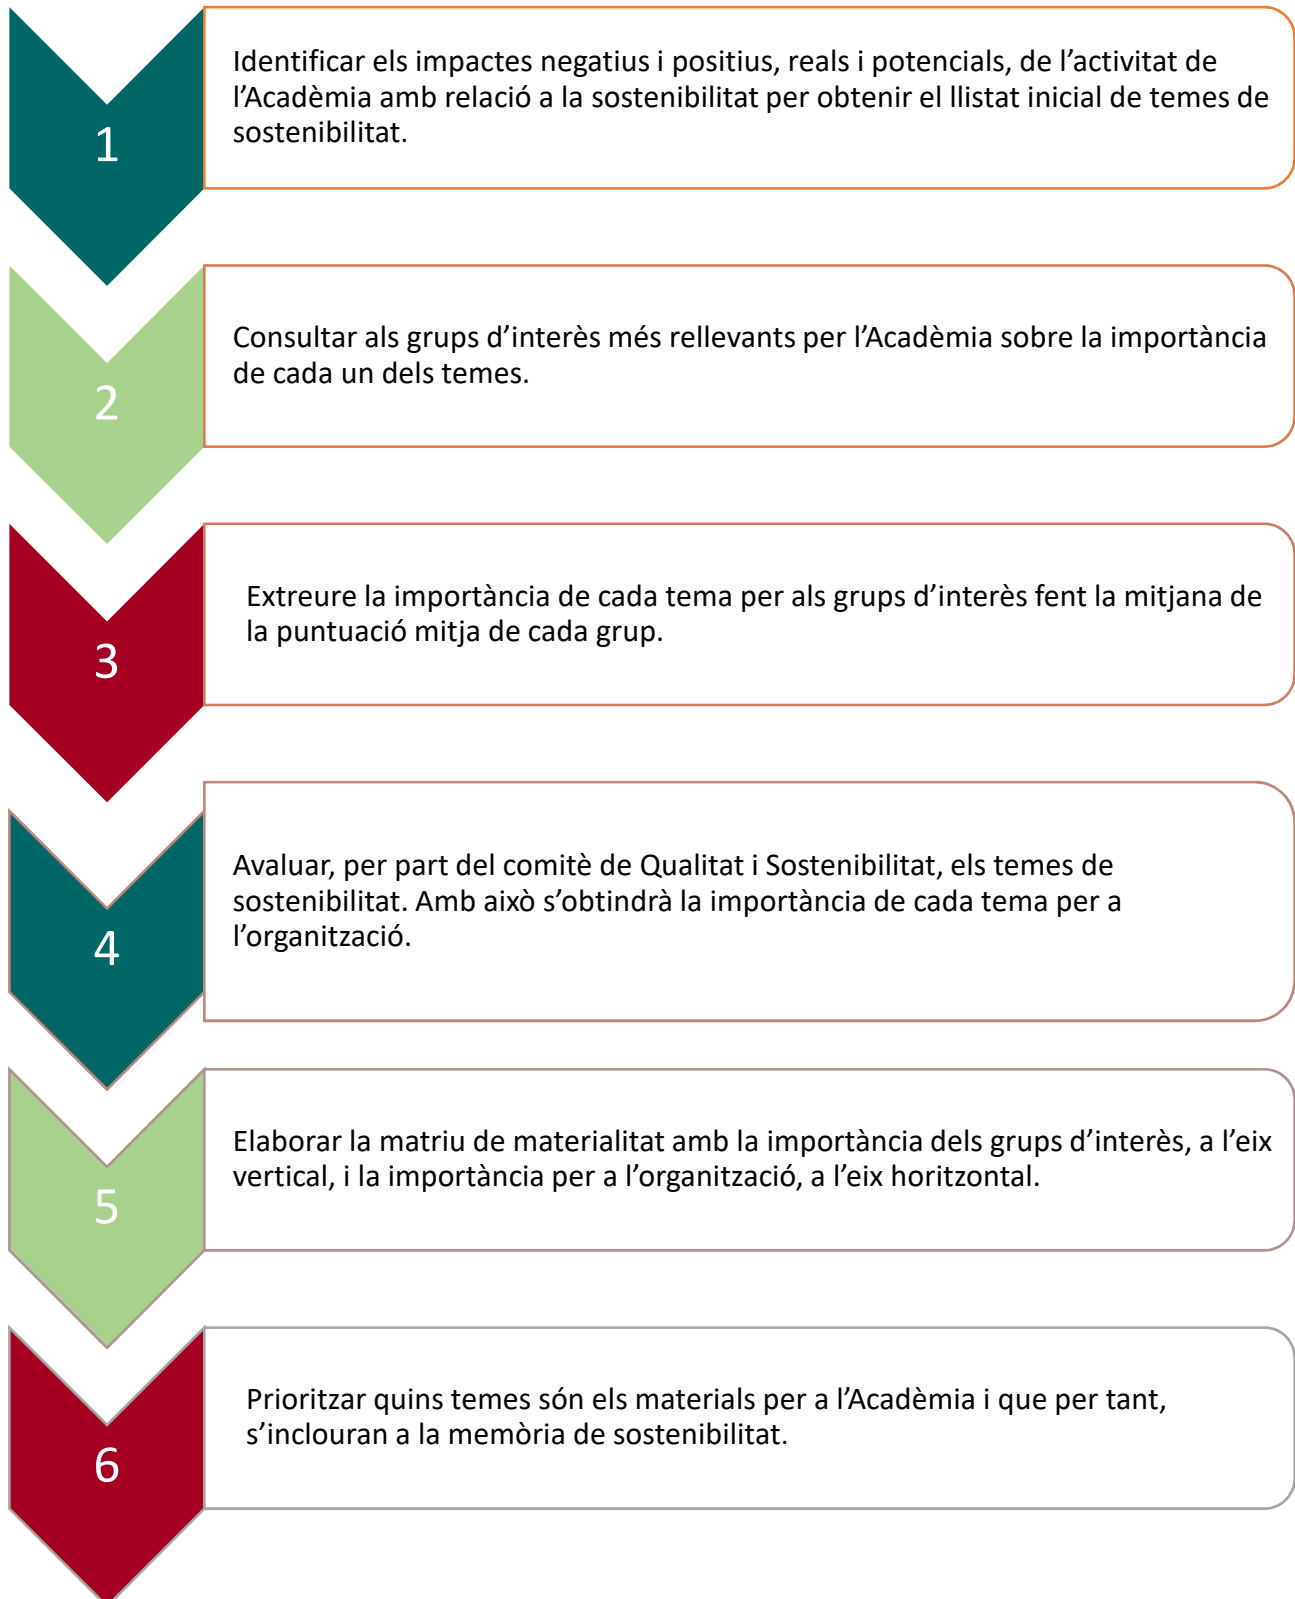 1
Identificar els impactes negatius i positius, reals i potencials, de l’activitat de
l’Acadèmia amb relació a la sostenibilitat per obtenir el llistat inicial de temes de
sostenibilitat.
2
Consultar als grups d’interès més rellevants per l’Acadèmia sobre la importància
de cada un dels temes.
3
Extreure la importància de cada tema per als grups d’interès fent la mitjana de
la puntuació mitja de cada grup.
4
Avaluar, per part del comitè de Qualitat i Sostenibilitat, els temes de
sostenibilitat. Amb això s’obtindrà la importància de cada tema per a
l’organització.
5
Elaborar la matriu de materialitat amb la importància dels grups d’interès, a l’eix
vertical, i la importància per a l’organització, a l’eix horitzontal.
6
Prioritzar quins temes són els materials per a l’Acadèmia i que per tant,
s’inclouran a la memòria de sostenibilitat.